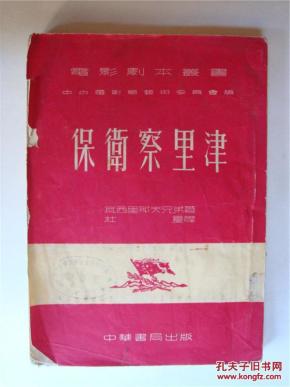 電影劇本叢書
中央電影局藝術委員會編
保衛察里津
瓦西里耶夫兄弟著
杜 譯
中華書局出版
孔夫子旧书网